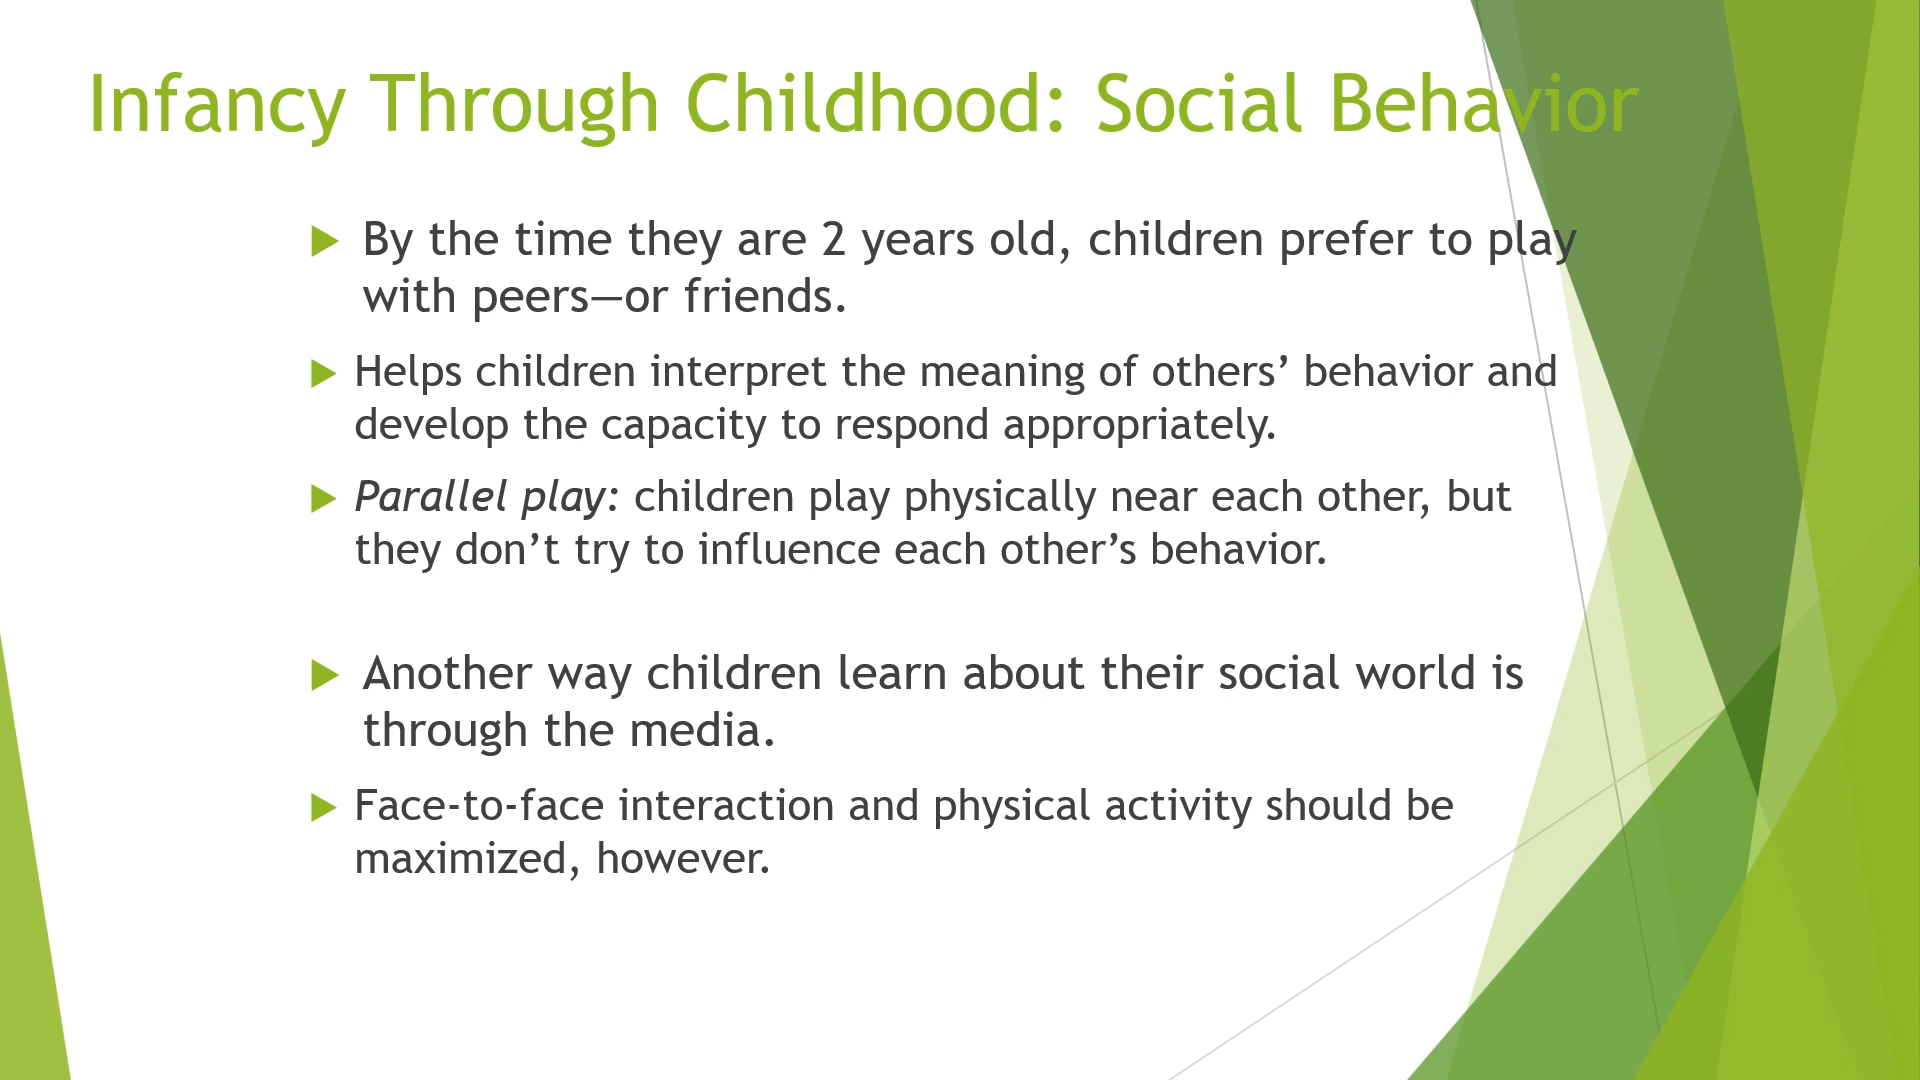 Infancy Through Childhood: Social Behavior
By the time they are 2 years old, children prefer to play
with peers—or friends.
Helps children interpret the meaning of others’ behavior and
develop the capacity to respond appropriately.
Parallel play: children play physically near each other, but
they don’t try to influence each other’s behavior.
Another way children learn about their social world is
through the media.
Face-to-face interaction and physical activity should be
maximized, however.